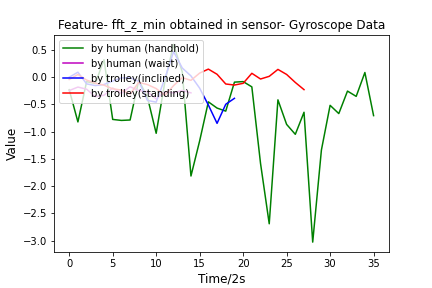 Feature- fft_z_min obtained in sensor- Gyroscope Data
by human (handhold)
by human (waist)
by trolley(inclined)
by trolley(standing)
0.5
0.0
−0.5
−1.0
−1.5
−2.0
−2.5
−3.0
Value
0 5 10 15 20 25 30 35
Time/2s